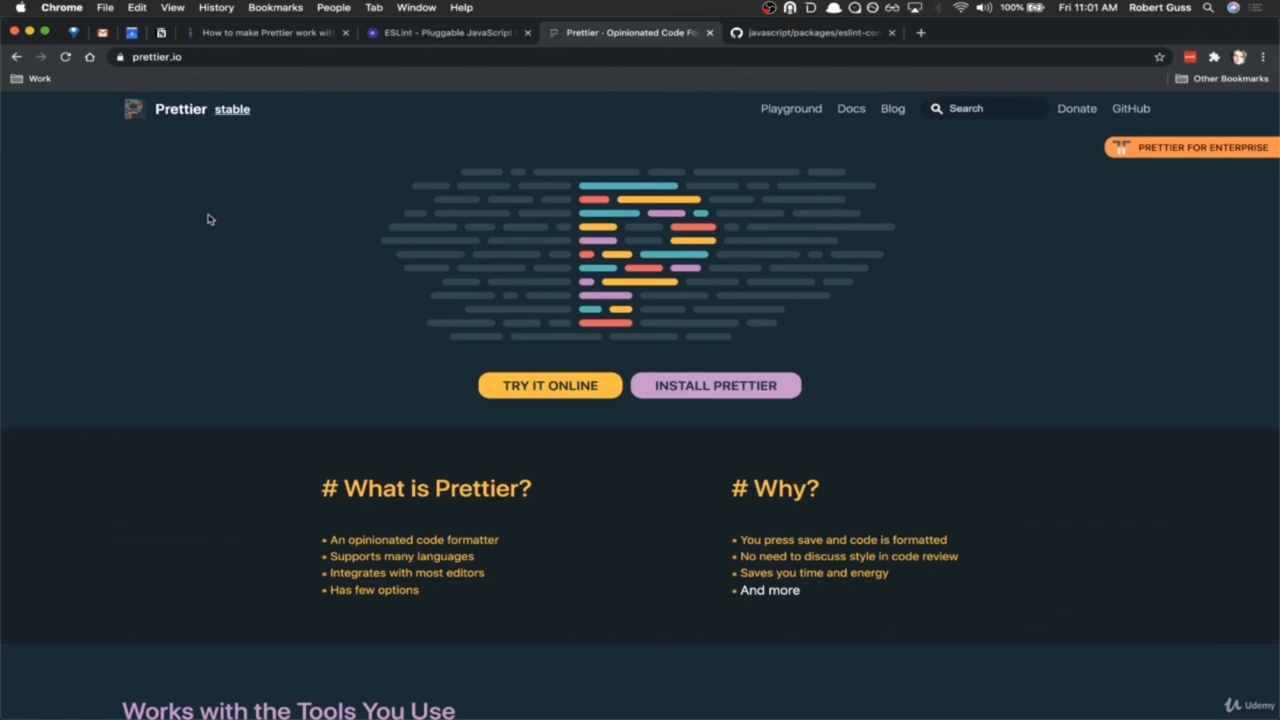 Chrome File Edit View History Bookmarks People Tab Window Help 100% Fri 11:01 AM Robert Guss
How to make Prettier work with ESLint - Pluggable JavaScript Prettier · Opinionated Code Fo javascript/packages/eslint-con
prettier.io
Work Other Bookmarks
Prettier stable Playground Docs Blog Search Donate GitHub
PRETTIER FOR ENTERPRISE
TRY IT ONLINE INSTALL PRETTIER
# What is Prettier?
• An opinionated code formatter
• Supports many languages
• Integrates with most editors
• Has few options
# Why?
• You press save and code is formatted
• No need to discuss style in code review
• Saves you time and energy
• And more
Works with the Tools You Use
Udemy